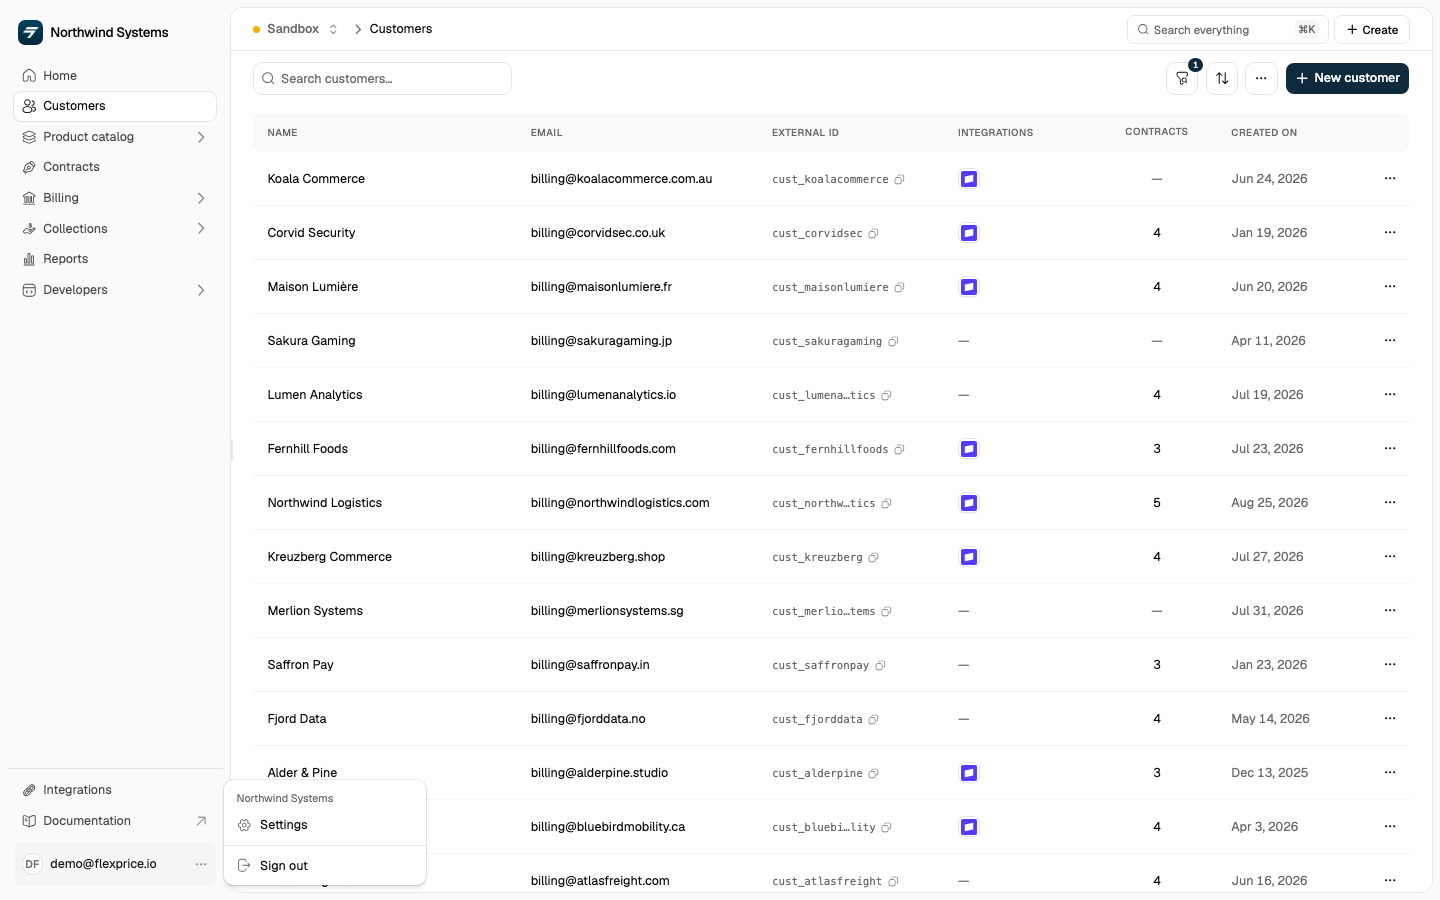 Northwind Systems
Home
Customers
Product catalog
Contracts
Billing
Collections
Reports
Developers
Integrations
Documentation
DF demo@flexprice.io
Northwind Systems
Settings
Sign out
Sandbox Customers
Search everything ⌘K
Create
Search customers...
1
New customer
NAME EMAIL EXTERNAL ID INTEGRATIONS CONTRACTS CREATED ON
Koala Commerce billing@koalacommerce.com.au cust_koalacommerce — Jun 24, 2026
Corvid Security billing@corvidsec.co.uk cust_corvidsec 4 Jan 19, 2026
Maison Lumière billing@maisonlumiere.fr cust_maisonlumiere 4 Jun 20, 2026
Sakura Gaming billing@sakuragaming.jp cust_sakuragaming — — Apr 11, 2026
Lumen Analytics billing@lumenanalytics.io cust_lumena…tics — 4 Jul 19, 2026
Fernhill Foods billing@fernhillfoods.com cust_fernhillfoods 3 Jul 23, 2026
Northwind Logistics billing@northwindlogistics.com cust_northw…tics 5 Aug 25, 2026
Kreuzberg Commerce billing@kreuzberg.shop cust_kreuzberg 4 Jul 27, 2026
Merlion Systems billing@merlionsystems.sg cust_merlio…tems — — Jul 31, 2026
Saffron Pay billing@saffronpay.in cust_saffronpay — 3 Jan 23, 2026
Fjord Data billing@fjorddata.no cust_fjorddata — 4 May 14, 2026
Alder & Pine billing@alderpine.studio cust_alderpine 3 Dec 13, 2025
billing@bluebirdmobility.ca cust_bluebi…lity 4 Apr 3, 2026
billing@atlasfreight.com cust_atlasfreight — 4 Jun 16, 2026